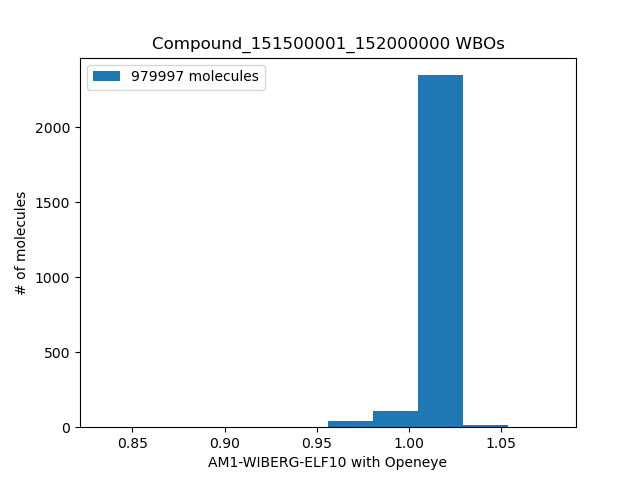 Compound_151500001_152000000 WBOs
979997 molecules
# of molecules
2000
1500
1000
500
0
0.85 0.90 0.95 1.00 1.05
AM1-WIBERG-ELF10 with Openeye